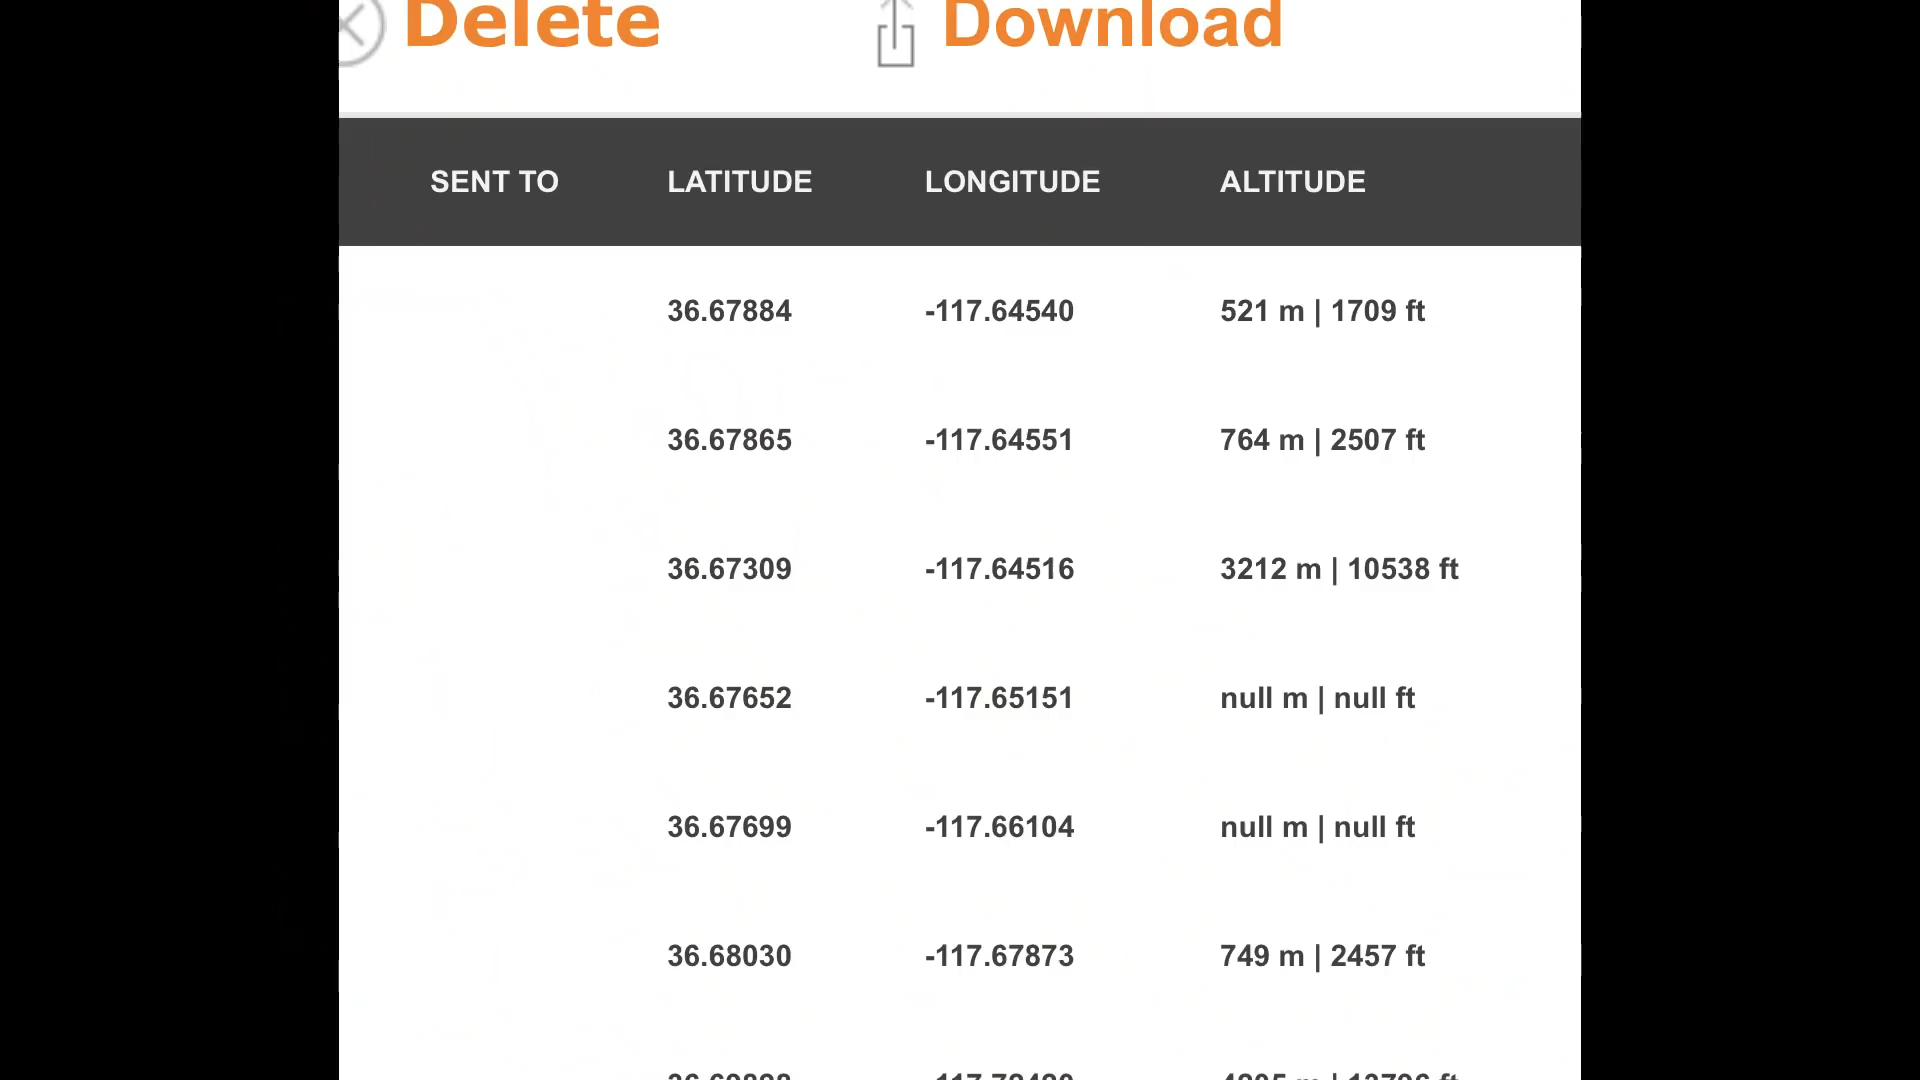 Delete Download
SENT TO LATITUDE LONGITUDE ALTITUDE
36.67884 -117.64540 521 m | 1709 ft
36.67865 -117.64551 764 m | 2507 ft
36.67309 -117.64516 3212 m | 10538 ft
36.67652 -117.65151 null m | null ft
36.67699 -117.66104 null m | null ft
36.68030 -117.67873 749 m | 2457 ft